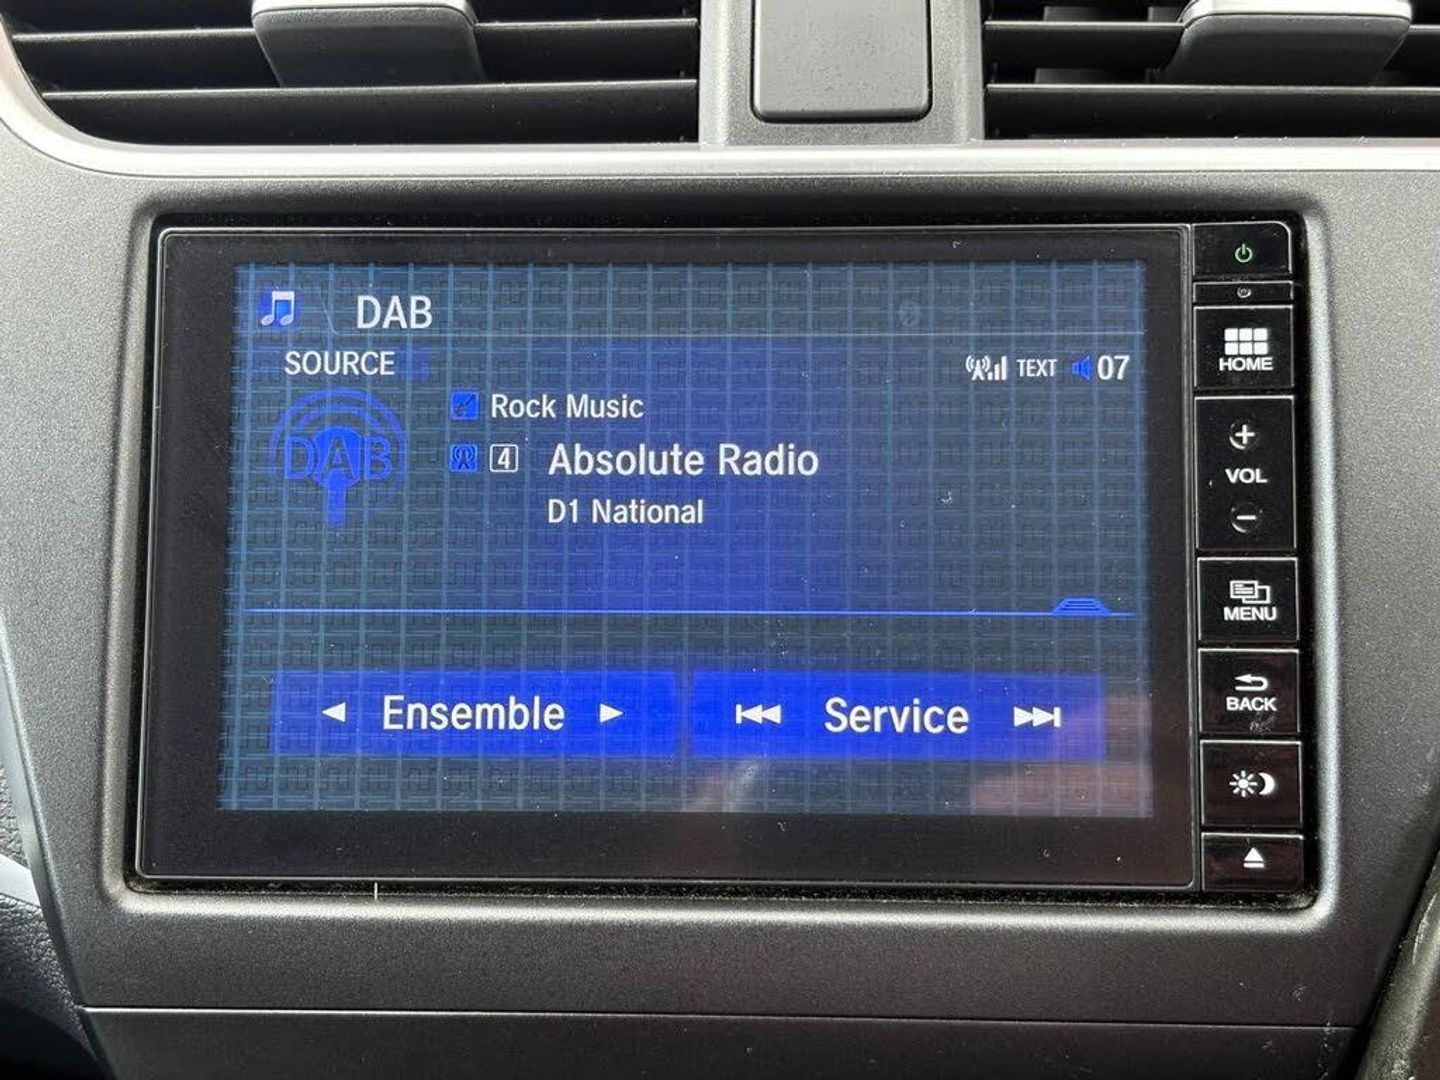 DAB
SOURCE
TEXT 07
DAB
Rock Music
4 Absolute Radio
D1 National
Ensemble
Service
HOME
+
VOL
−
MENU
BACK